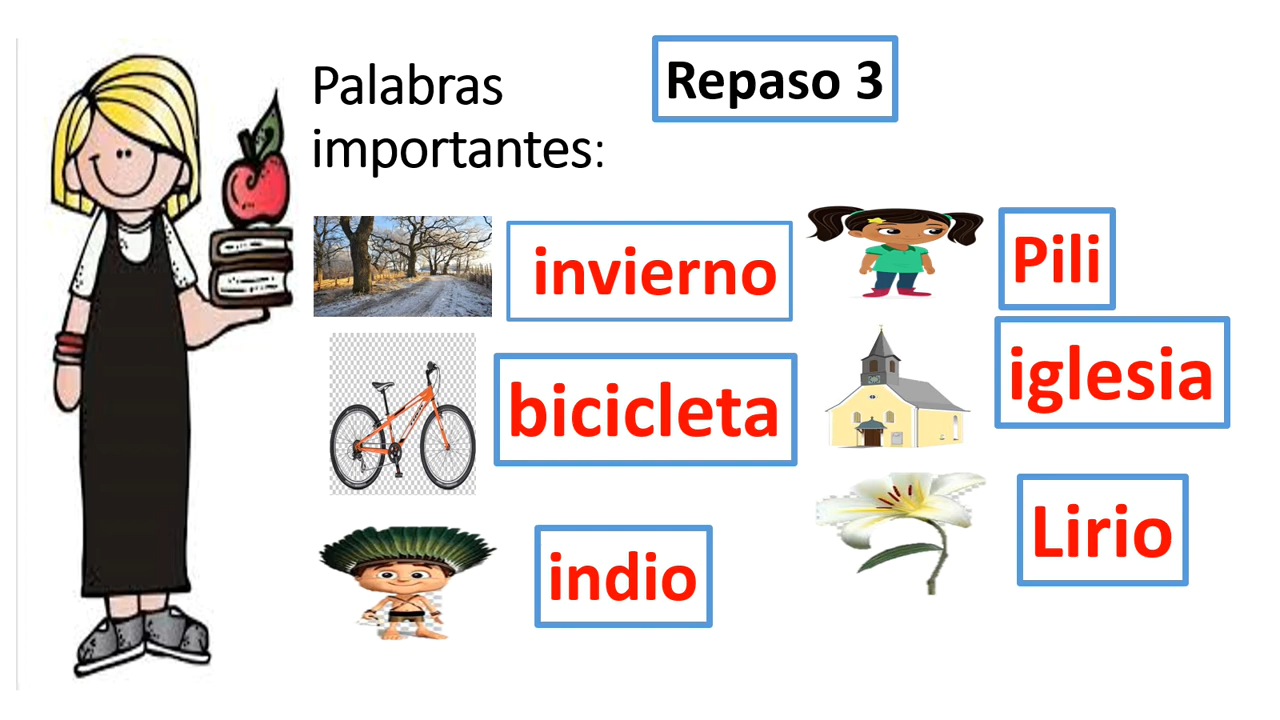 Palabras
importantes:
Repaso 3
invierno
Pili
bicicleta
iglesia
indio
Lirio